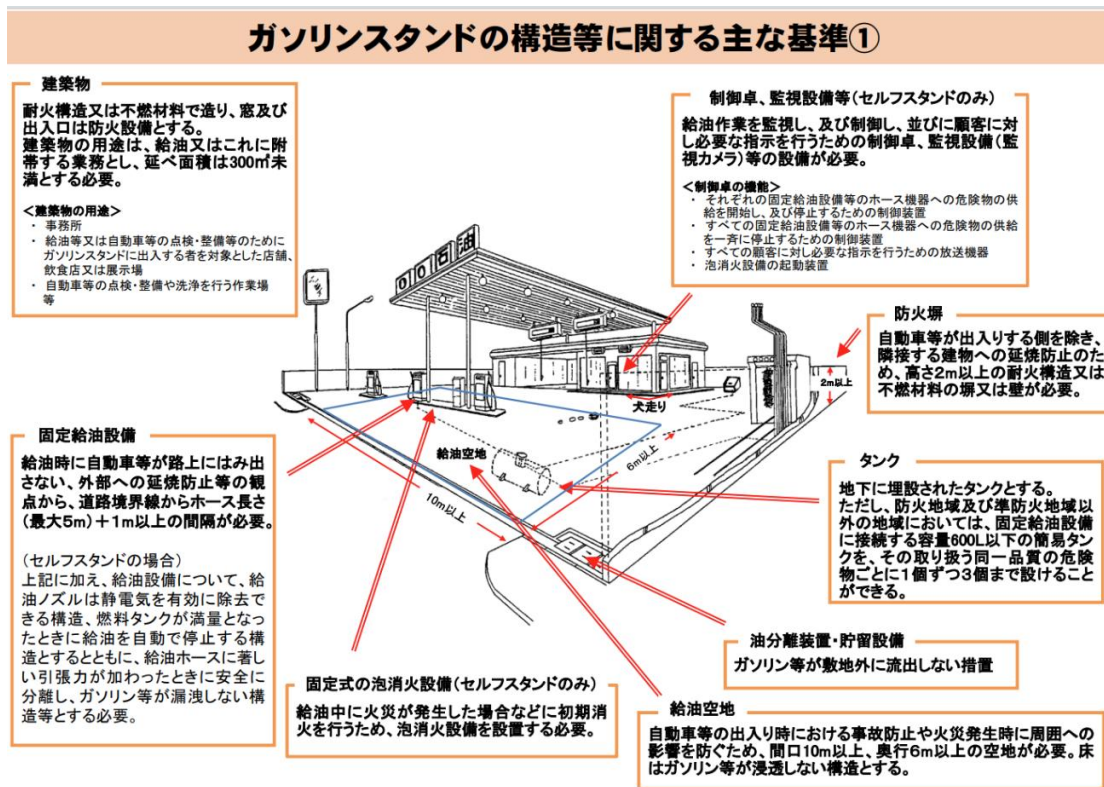 ガソリンスタンドの構造等に関する主な基準①
建築物
耐火構造又は不燃材料で造り、窓及び
出入口は防火設備とする。
建築物の用途は、給油又はこれに附
帯する業務とし、延べ面積は300㎡未
満とする必要。
<建築物の用途>
・ 事務所
・ 給油等又は自動車等の点検・整備等のために
ガソリンスタンドに出入する者を対象とした店舗、
飲食店又は展示場
・ 自動車等の点検・整備や洗浄を行う作業場
等
制御卓、監視設備等(セルフスタンドのみ)
給油作業を監視し、及び制御し、並びに顧客に対
し必要な指示を行うための制御卓、監視設備(監
視カメラ)等の設備が必要。
<制御卓の機能>
・ それぞれの固定給油設備等のホース機器への危険物の供
給を開始し、及び停止するための制御装置
・ すべての固定給油設備等のホース機器への危険物の供給
を一斉に停止するための制御装置
・ すべての顧客に対し必要な指示を行うための放送機器
・ 泡消火設備の起動装置
防火塀
自動車等が出入りする側を除き、
隣接する建物への延焼防止のた
め、高さ2m以上の耐火構造又は
不燃材料の塀又は壁が必要。
〇〇石油
2m以上
犬走り
給油空地
6m以上
10m以上
固定給油設備
給油時に自動車等が路上にはみ出
さない、外部への延焼防止等の観
点から、道路境界線からホース長さ
(最大5m)+1m以上の間隔が必要。
(セルフスタンドの場合)
上記に加え、給油設備について、給
油ノズルは静電気を有効に除去で
きる構造、燃料タンクが満量となっ
たときに給油を自動で停止する構
造とするとともに、給油ホースに著し
い引張力が加わったときに安全に
分離し、ガソリン等が漏洩しない構
造等とする必要。
タンク
地下に埋設されたタンクとする。
ただし、防火地域及び準防火地域以
外の地域においては、固定給油設備
に接続する容量600L以下の簡易タン
クを、その取り扱う同一品質の危険
物ごとに1個ずつ3個まで設けること
ができる。
油分離装置・貯留設備
ガソリン等が敷地外に流出しない措置
固定式の泡消火設備(セルフスタンドのみ)
給油中に火災が発生した場合などに初期消
火を行うため、泡消火設備を設置する必要。
給油空地
自動車等の出入り時における事故防止や火災発生時に周囲への
影響を防ぐため、間口10m以上、奥行6m以上の空地が必要。床
はガソリン等が浸透しない構造とする。